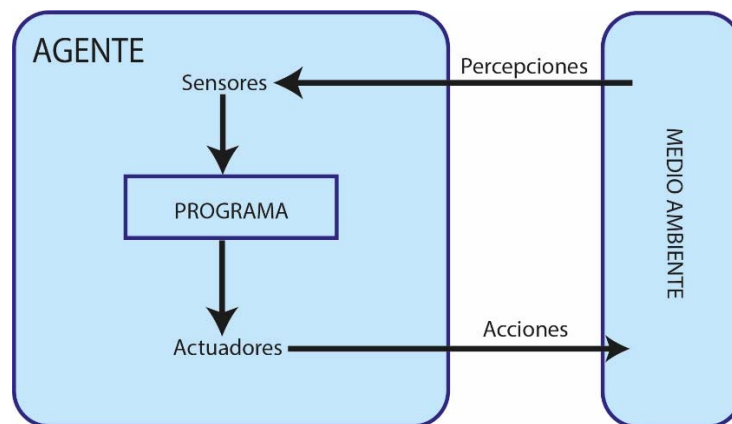 AGENTE
Percepciones
Sensores
PROGRAMA
MEDIO AMBIENTE
Acciones
Actuadores